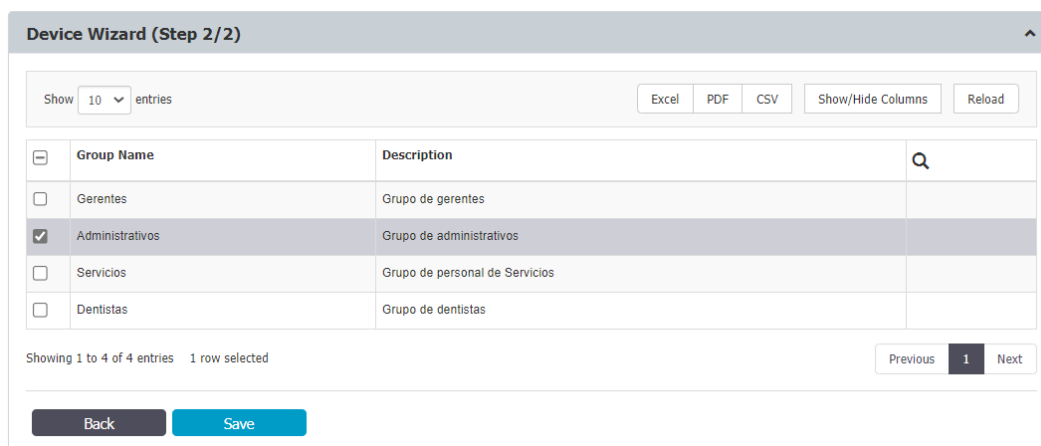 Device Wizard (Step 2/2)
Show 10 entries Excel PDF CSV Show/Hide Columns Reload
Group Name Description
Gerentes Grupo de gerentes
Administrativos Grupo de administrativos
Servicios Grupo de personal de Servicios
Dentistas Grupo de dentistas
Showing 1 to 4 of 4 entries 1 row selected Previous 1 Next
Back Save